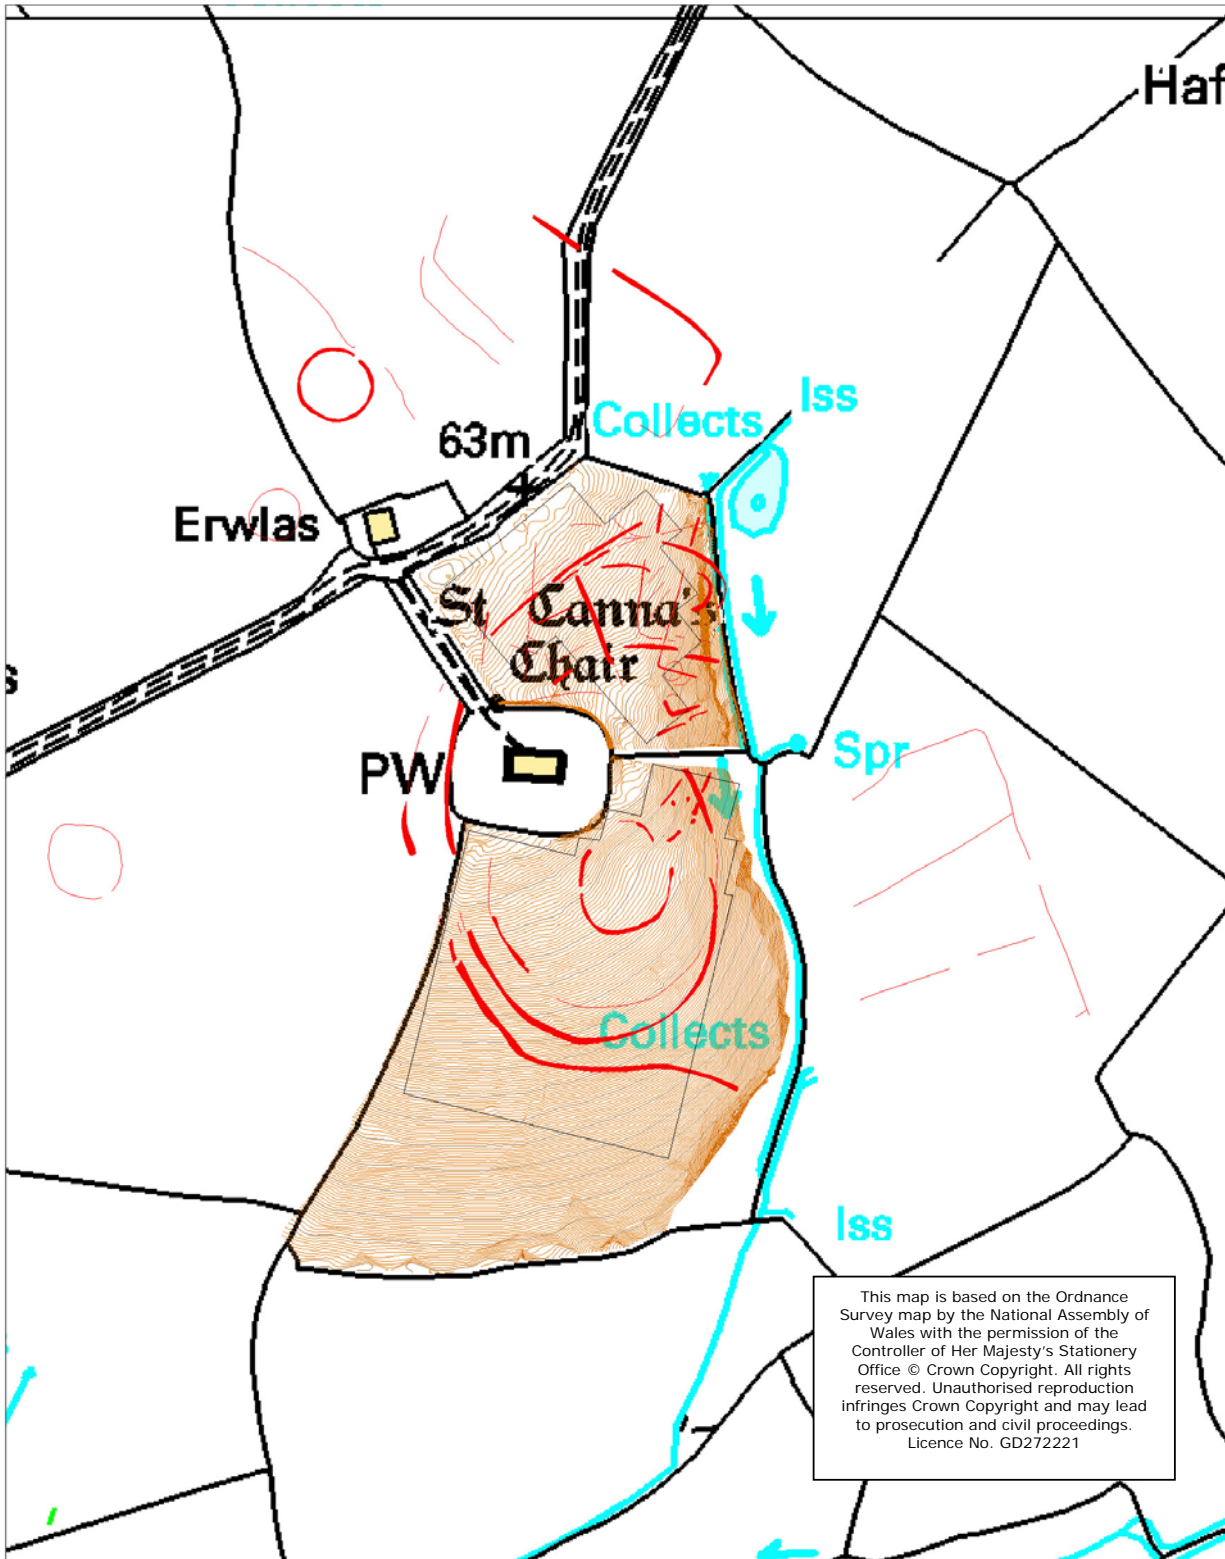 Haf
Iss
Collects
63m
Erwlas
St Canna's
Chair
s
PW
Spr
Collects
Iss
This map is based on the Ordnance
Survey map by the National Assembly of
Wales with the permission of the
Controller of Her Majesty's Stationery
Office © Crown Copyright. All rights
reserved. Unauthorised reproduction
infringes Crown Copyright and may lead
to prosecution and civil proceedings.
Licence No. GD272221